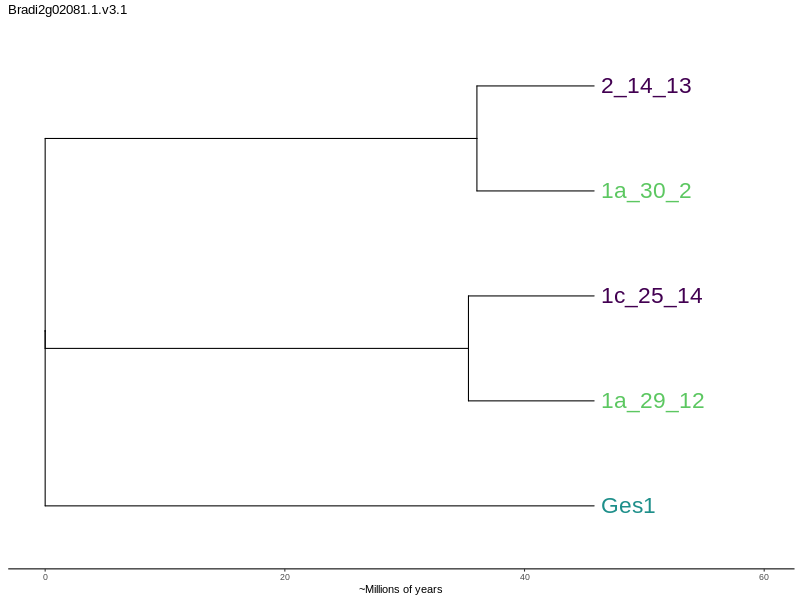 Bradi2g02081.1.v3.1
2_14_13
1a_30_2
1c_25_14
1a_29_12
Ges1
0 20 40 60
~Millions of years